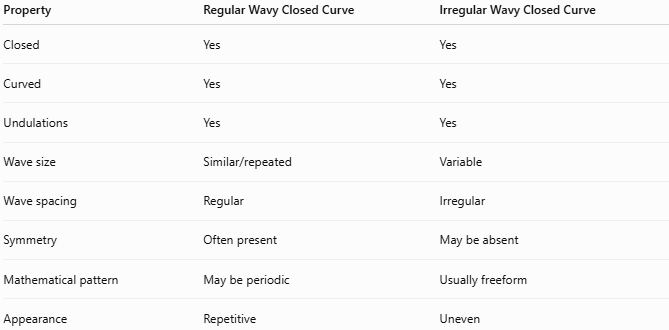 Property Regular Wavy Closed Curve Irregular Wavy Closed Curve
Closed Yes Yes
Curved Yes Yes
Undulations Yes Yes
Wave size Similar/repeated Variable
Wave spacing Regular Irregular
Symmetry Often present May be absent
Mathematical pattern May be periodic Usually freeform
Appearance Repetitive Uneven